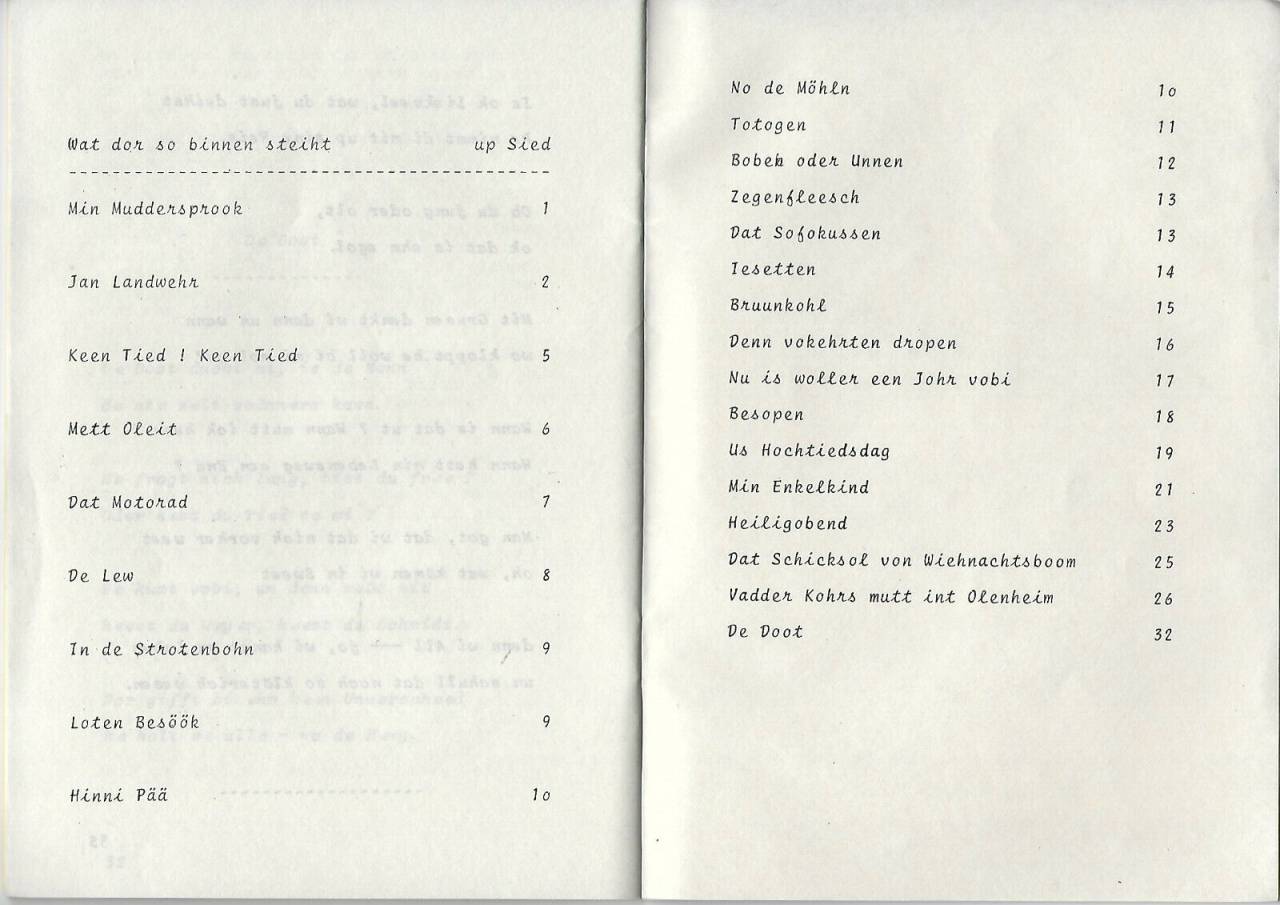 Wat dor so binnen steiht up Sied
Min Muddersprook 1
Jan Landwehr 2
Keen Tied ! Keen Tied 5
Mett Oleit 6
Dat Motorad 7
De Lew 8
In de Strotenbohn 9
Loten Besöök 9
Hinni Pää 1o
No de Möhln 1o
Totogen 11
Bobeh oder Unnen 12
Zegenfleesch 13
Dat Sofokussen 13
Iesetten 14
Bruunkohl 15
Denn vokehrten dropen 16
Nu is woller een Johr vobi 17
Besopen 18
Us Hochtiedsdag 19
Min Enkelkind 21
Heiligobend 23
Dat Schicksol von Wiehnachtsboom 25
Vadder Kohrs mutt int Olenheim 26
De Doot 32